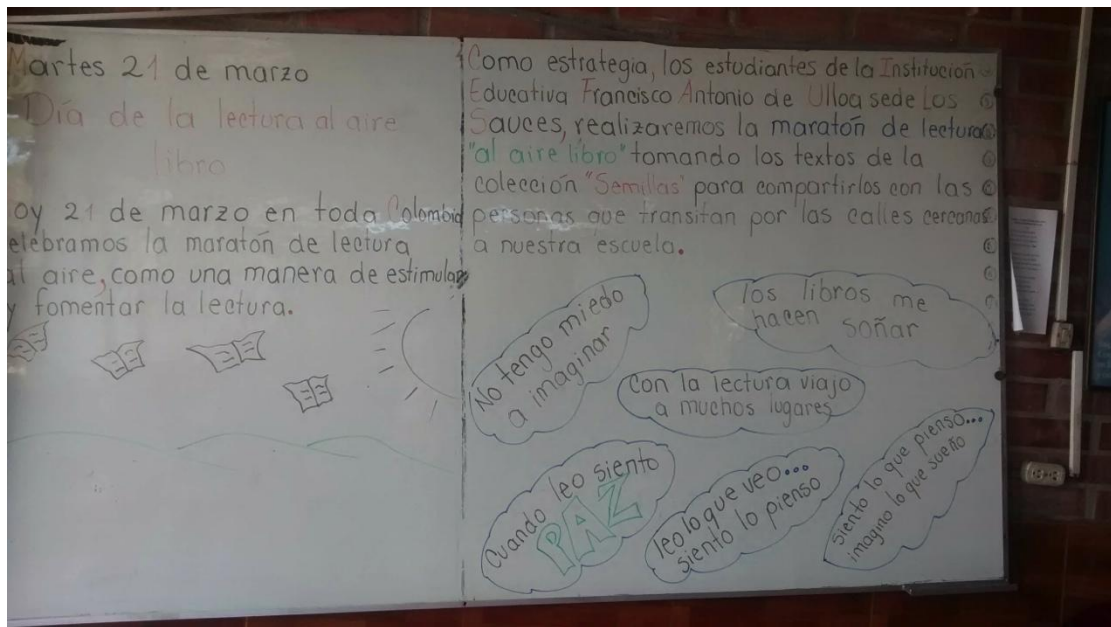 Martes 21 de marzo
Día de la lectura al aire
libro
oy 21 de marzo en toda Colombia
elebramos la maratón de lectura
al aire, como una manera de estimular
y fomentar la lectura.
Como estrategia, los estudiantes de la Institución
Educativa Francisco Antonio de Ulloa sede Los
Sauces, realizaremos la maratón de lectura
"al aire libro" tomando los textos de la
colección "Semillas" para compartirlos con las
personas que transitan por las calles cercanas
a nuestra escuela.
No tengo miedo
a imaginar
los libros me
hacen soñar
Con la lectura viajo
a muchos lugares
Cuando leo siento
PAZ
leo lo que veo...
siento lo pienso
siento lo que pienso...
imagino lo que sueño